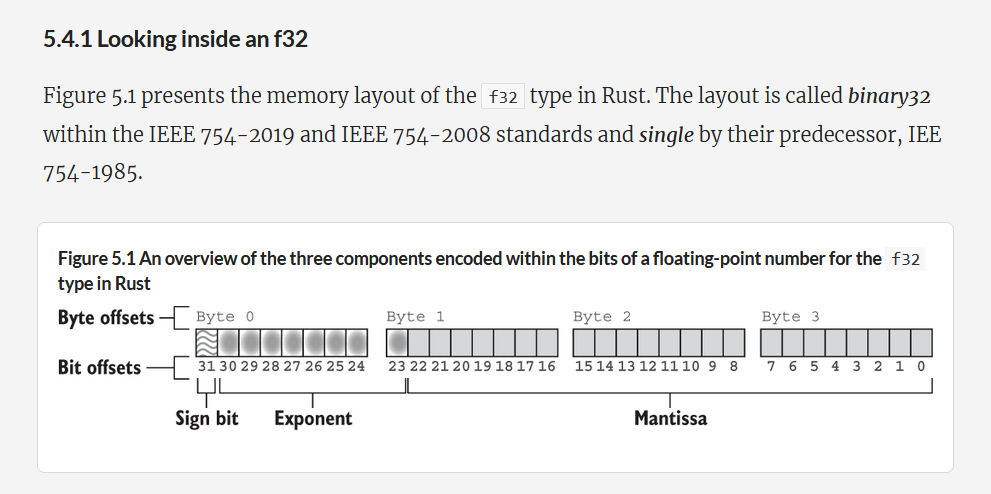 5.4.1 Looking inside an f32
Figure 5.1 presents the memory layout of the f32 type in Rust. The layout is called binary32
within the IEEE 754-2019 and IEEE 754-2008 standards and single by their predecessor, IEE
754-1985.
Figure 5.1 An overview of the three components encoded within the bits of a floating-point number for the f32
type in Rust
Byte offsets Byte 0 Byte 1 Byte 2 Byte 3
Bit offsets 31 30 29 28 27 26 25 24 23 22 21 20 19 18 17 16 15 14 13 12 11 10 9 8 7 6 5 4 3 2 1 0
Sign bit Exponent Mantissa